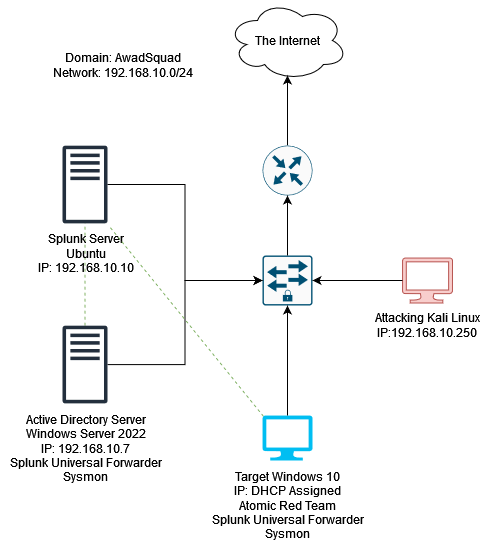 The Internet
Domain: AwadSquad
Network: 192.168.10.0/24
Splunk Server
Ubuntu
IP: 192.168.10.10
Attacking Kali Linux
IP:192.168.10.250
Active Directory Server
Windows Server 2022
IP: 192.168.10.7
Splunk Universal Forwarder
Sysmon
Target Windows 10
IP: DHCP Assigned
Atomic Red Team
Splunk Universal Forwarder
Sysmon